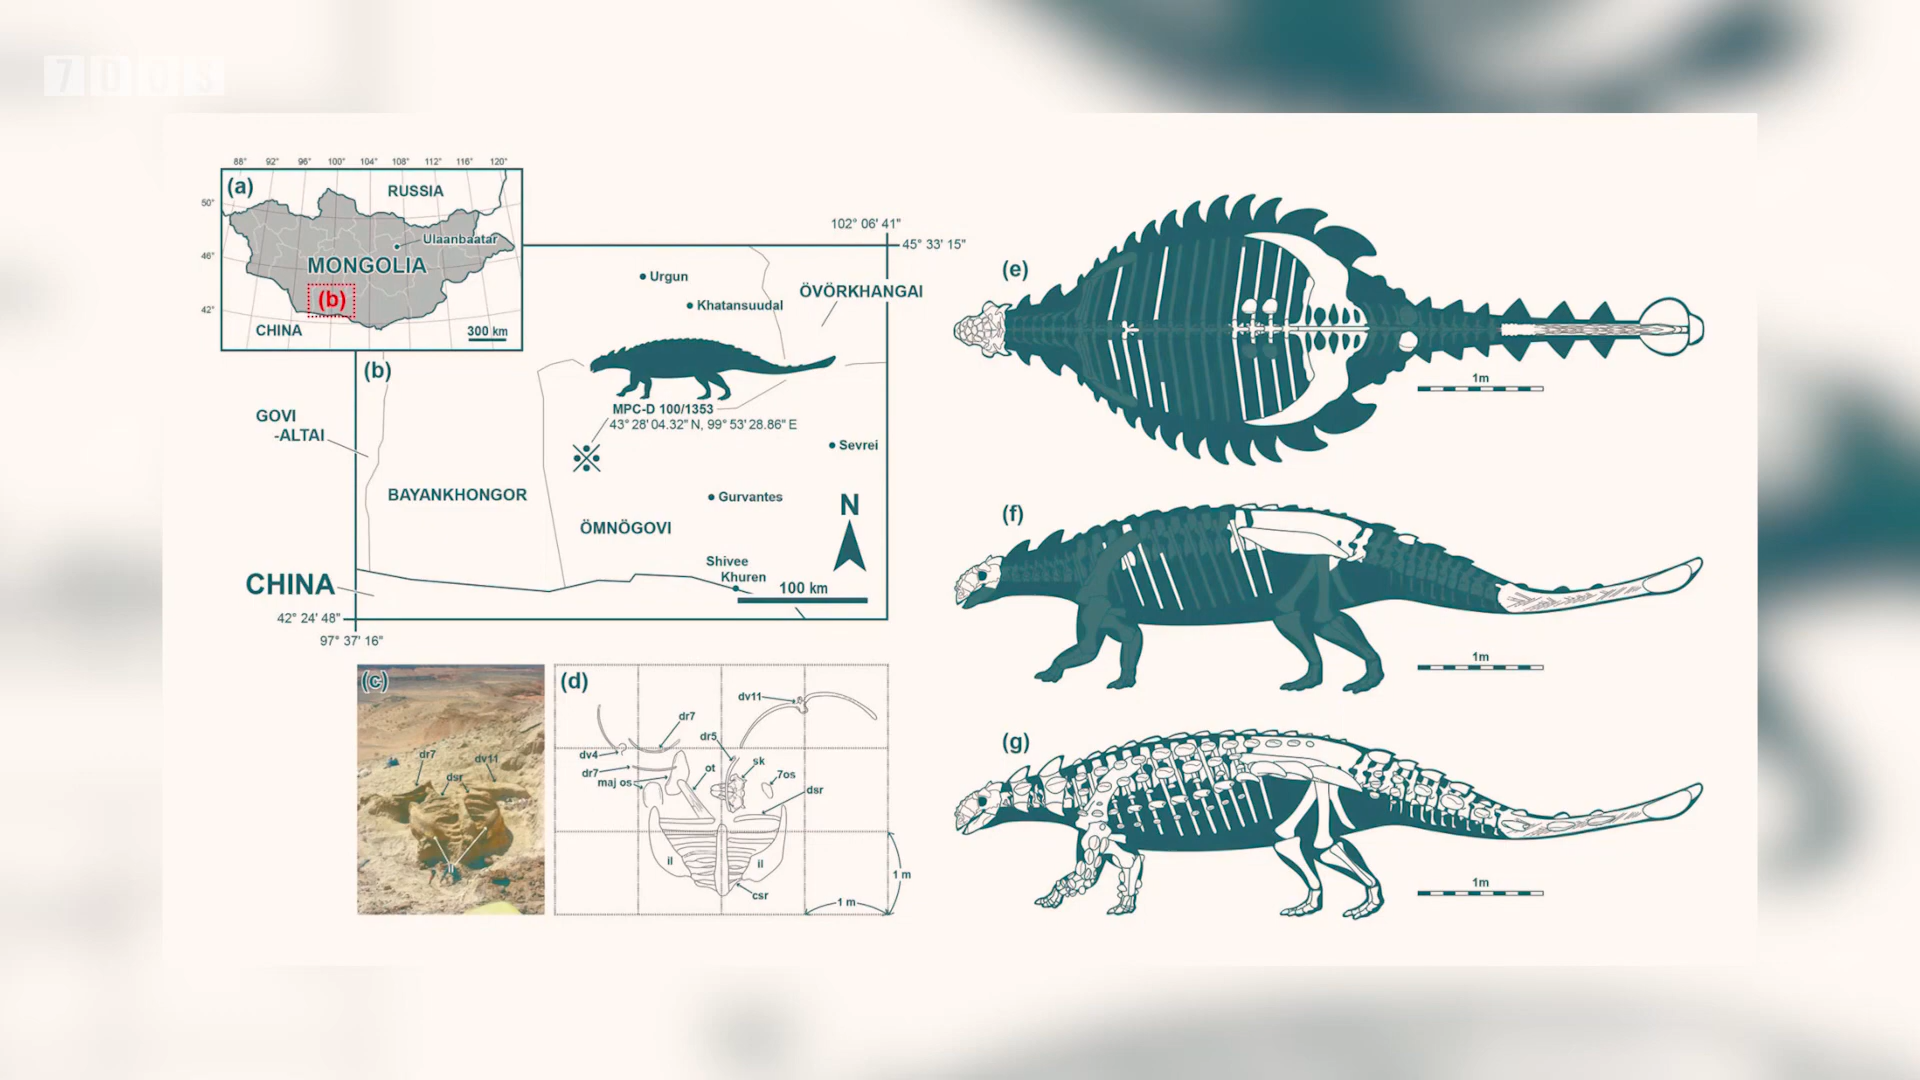 7DOS
88° 92° 96° 100° 104° 108° 112° 116° 120°
(a)
RUSSIA
50°
Ulaanbaatar
46°
MONGOLIA
(b)
42°
CHINA
300 km
102° 06' 41"
45° 33' 15"
Urgun
ÖVÖRKHANGAI
Khatansuudal
(b)
MPC-D 100/1353
43° 28' 04.32" N, 99° 53' 28.86" E
GOVI
-ALTAI
Sevrei
BAYANKHONGOR
Gurvantes
N
ÖMNÖGOVI
Shivee
Khuren
100 km
CHINA
42° 24' 48"
97° 37' 16"
(c)
dr7
dv11
dsr
il
(d)
dv11
dr7
dr5
dv4
sk
ot
dr7
7os
maj os
dsr
il
il
1 m
csr
1 m
(e)
1m
(f)
1m
(g)
1m